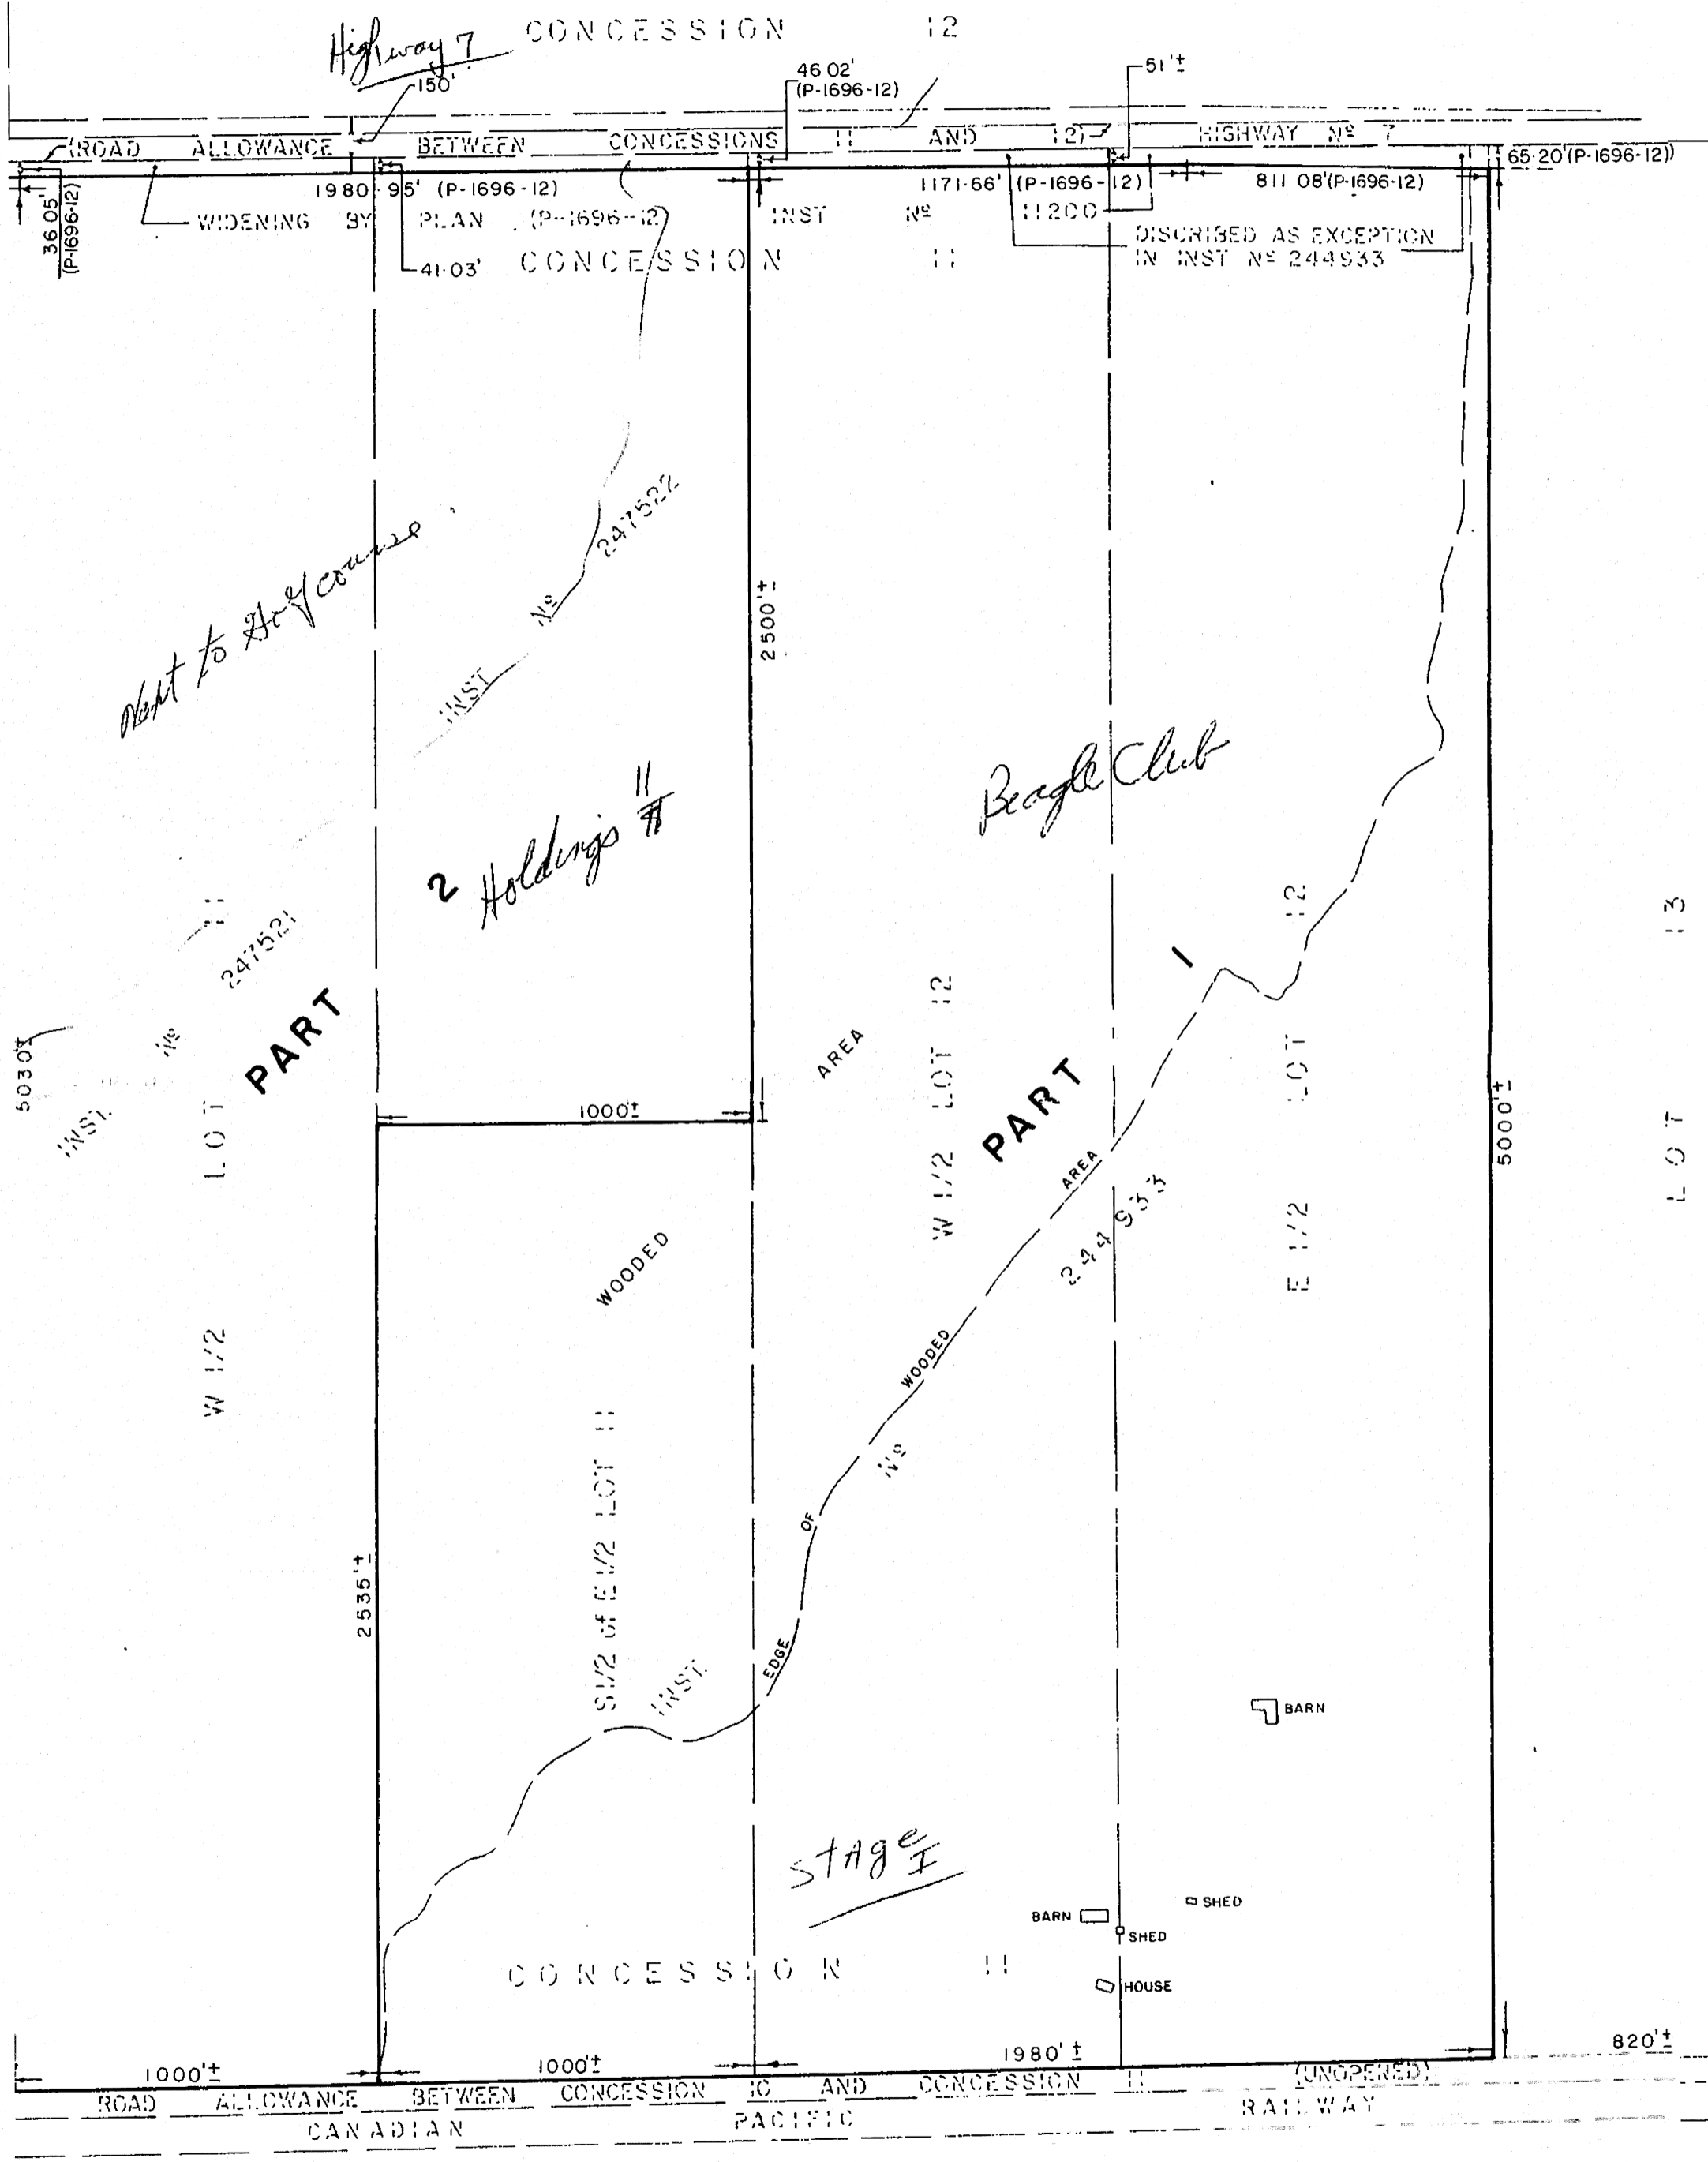 CONCESSION 12
Highway 7
150'
46 02'
(P-1696-12)
51'±
(ROAD ALLOWANCE BETWEEN CONCESSIONS 11 AND 12) HIGHWAY Nº 7
65·20'(P-1696-12)
36 05'
(P-1696-12)
1980·95' (P-1696-12)
1171·66' (P-1696-12)
811 08'(P-1696-12)
WIDENING BY PLAN (P-1696-12) INST Nº 11200
DISCRIBED AS EXCEPTION
IN INST Nº 244933
41·03'
CONCESSION 11
INST Nº 247522
2500'±
Next to Golf course
Beagle Club
2
Holdings 11
INST. Nº 247521
PART
W 1/2 LOT 11
5030'±
1000'±
WOODED AREA
W 1/2 LOT 12
PART 1
E 1/2 LOT 12
LOT 13
5000'±
S1/2 of E 1/2 LOT 11
2535'±
EDGE OF WOODED AREA
INST. Nº 244933
BARN
Stage I
BARN
SHED
SHED
HOUSE
CONCESSION 11
1000'±
1000'±
1980'±
820'±
ROAD ALLOWANCE BETWEEN CONCESSION 10 AND CONCESSION 11 (UNOPENED)
CANADIAN PACIFIC RAILWAY